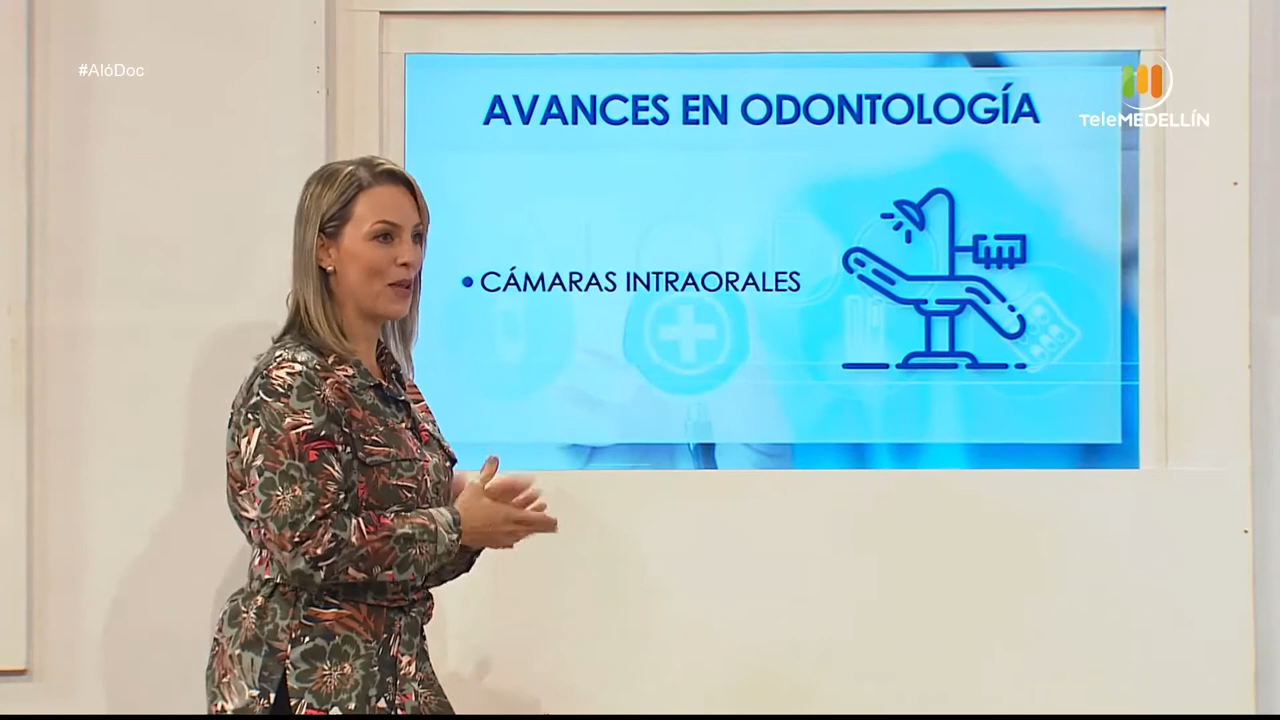 #AlóDoc
AVANCES EN ODONTOLOGÍA
TeleMEDELLÍN
• CÁMARAS INTRAORALES